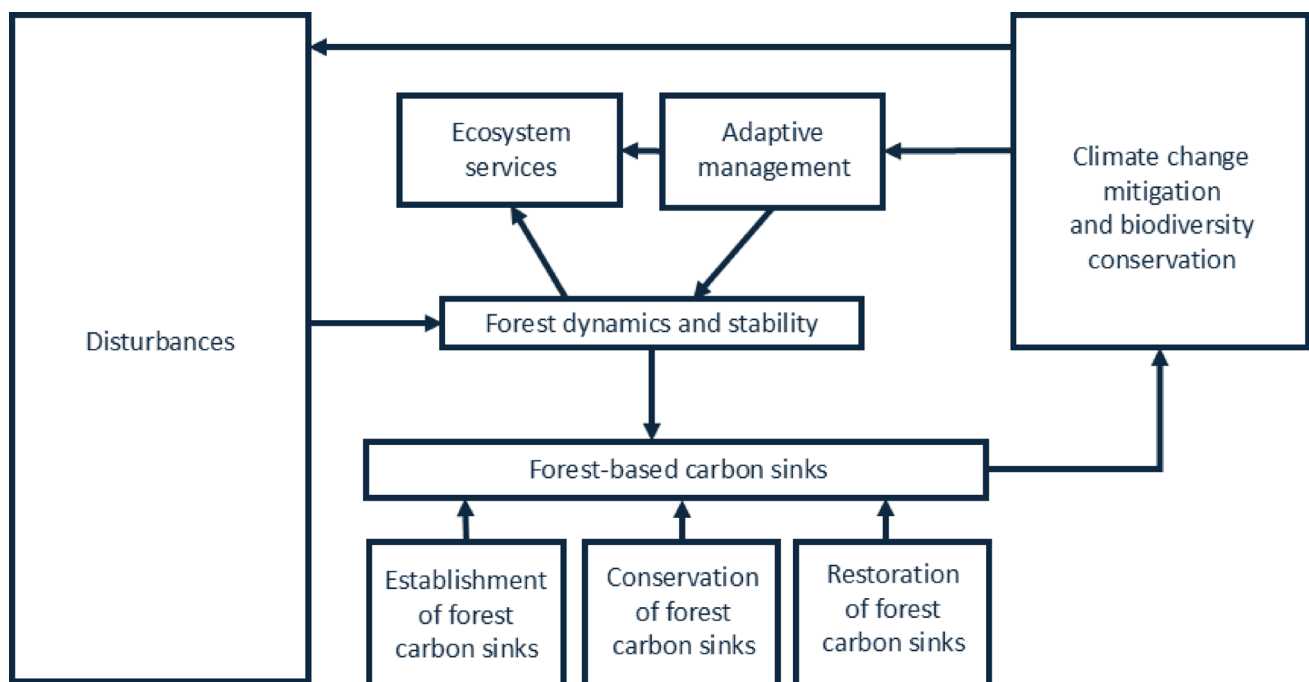 Disturbances
Ecosystem
services
Adaptive
management
Climate change
mitigation
and biodiversity
conservation
Forest dynamics and stability
Forest-based carbon sinks
Establishment
of forest
carbon sinks
Conservation
of forest
carbon sinks
Restoration
of forest
carbon sinks